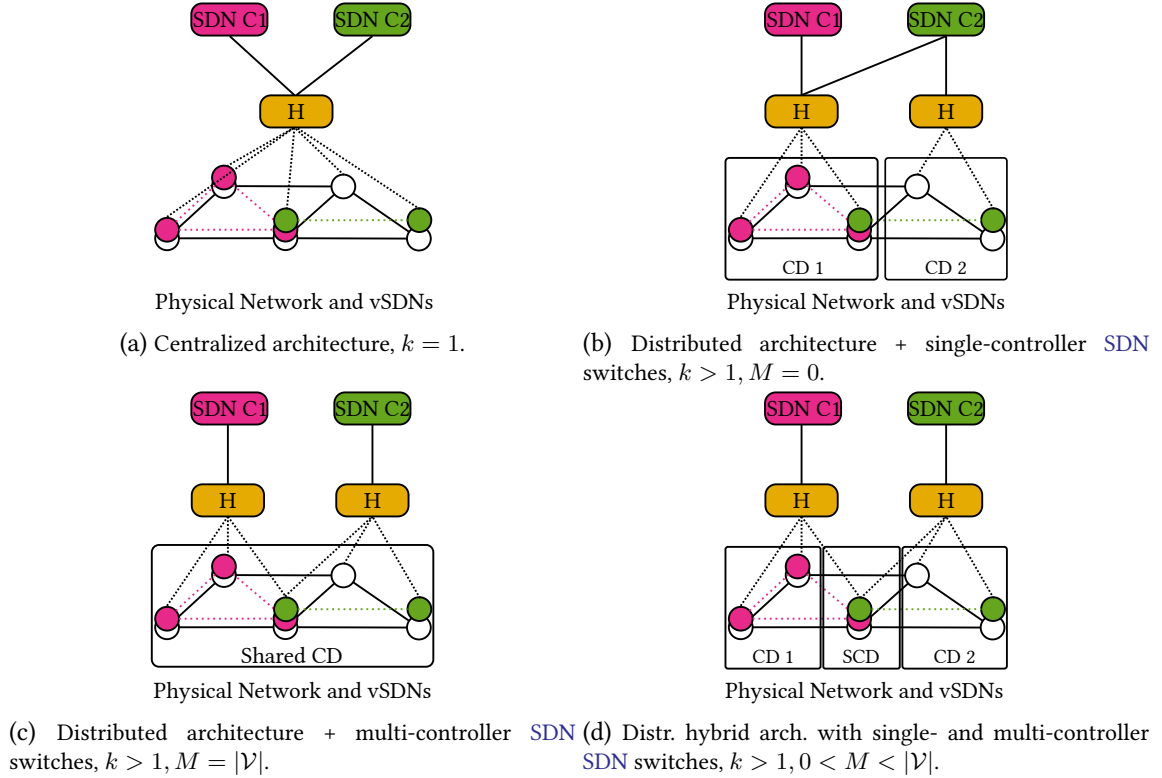 SDN C1
SDN C2
H
Physical Network and vSDNs
(a) Centralized architecture, k = 1.
SDN C1
SDN C2
H
H
CD 1
CD 2
Physical Network and vSDNs
(b) Distributed architecture + single-controller SDN
switches, k > 1, M = 0.
SDN C1
SDN C2
H
H
Shared CD
Physical Network and vSDNs
(c) Distributed architecture + multi-controller SDN
switches, k > 1, M = |𝒱|.
SDN C1
SDN C2
H
H
CD 1
SCD
CD 2
Physical Network and vSDNs
(d) Distr. hybrid arch. with single- and multi-controller
SDN switches, k > 1, 0 < M < |𝒱|.